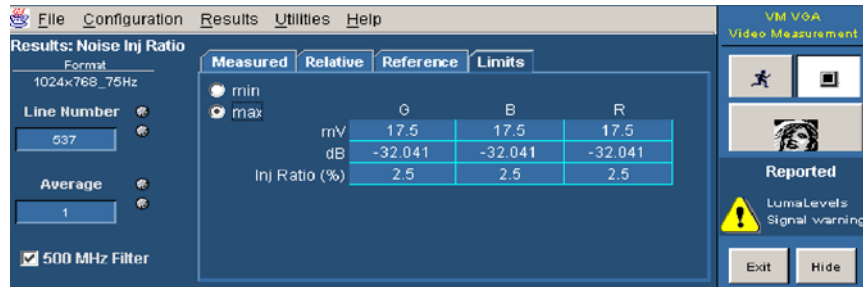 File Configuration Results Utilities Help
VM VGA
Video Measurement
Results: Noise Inj Ratio
Format
1024x768_75Hz
Line Number
537
Average
1
500 MHz Filter
Measured Relative Reference Limits
min
max
G B R
mV 17.5 17.5 17.5
dB -32.041 -32.041 -32.041
Inj Ratio (%) 2.5 2.5 2.5
Reported
LumaLevels
Signal warning
Exit Hide